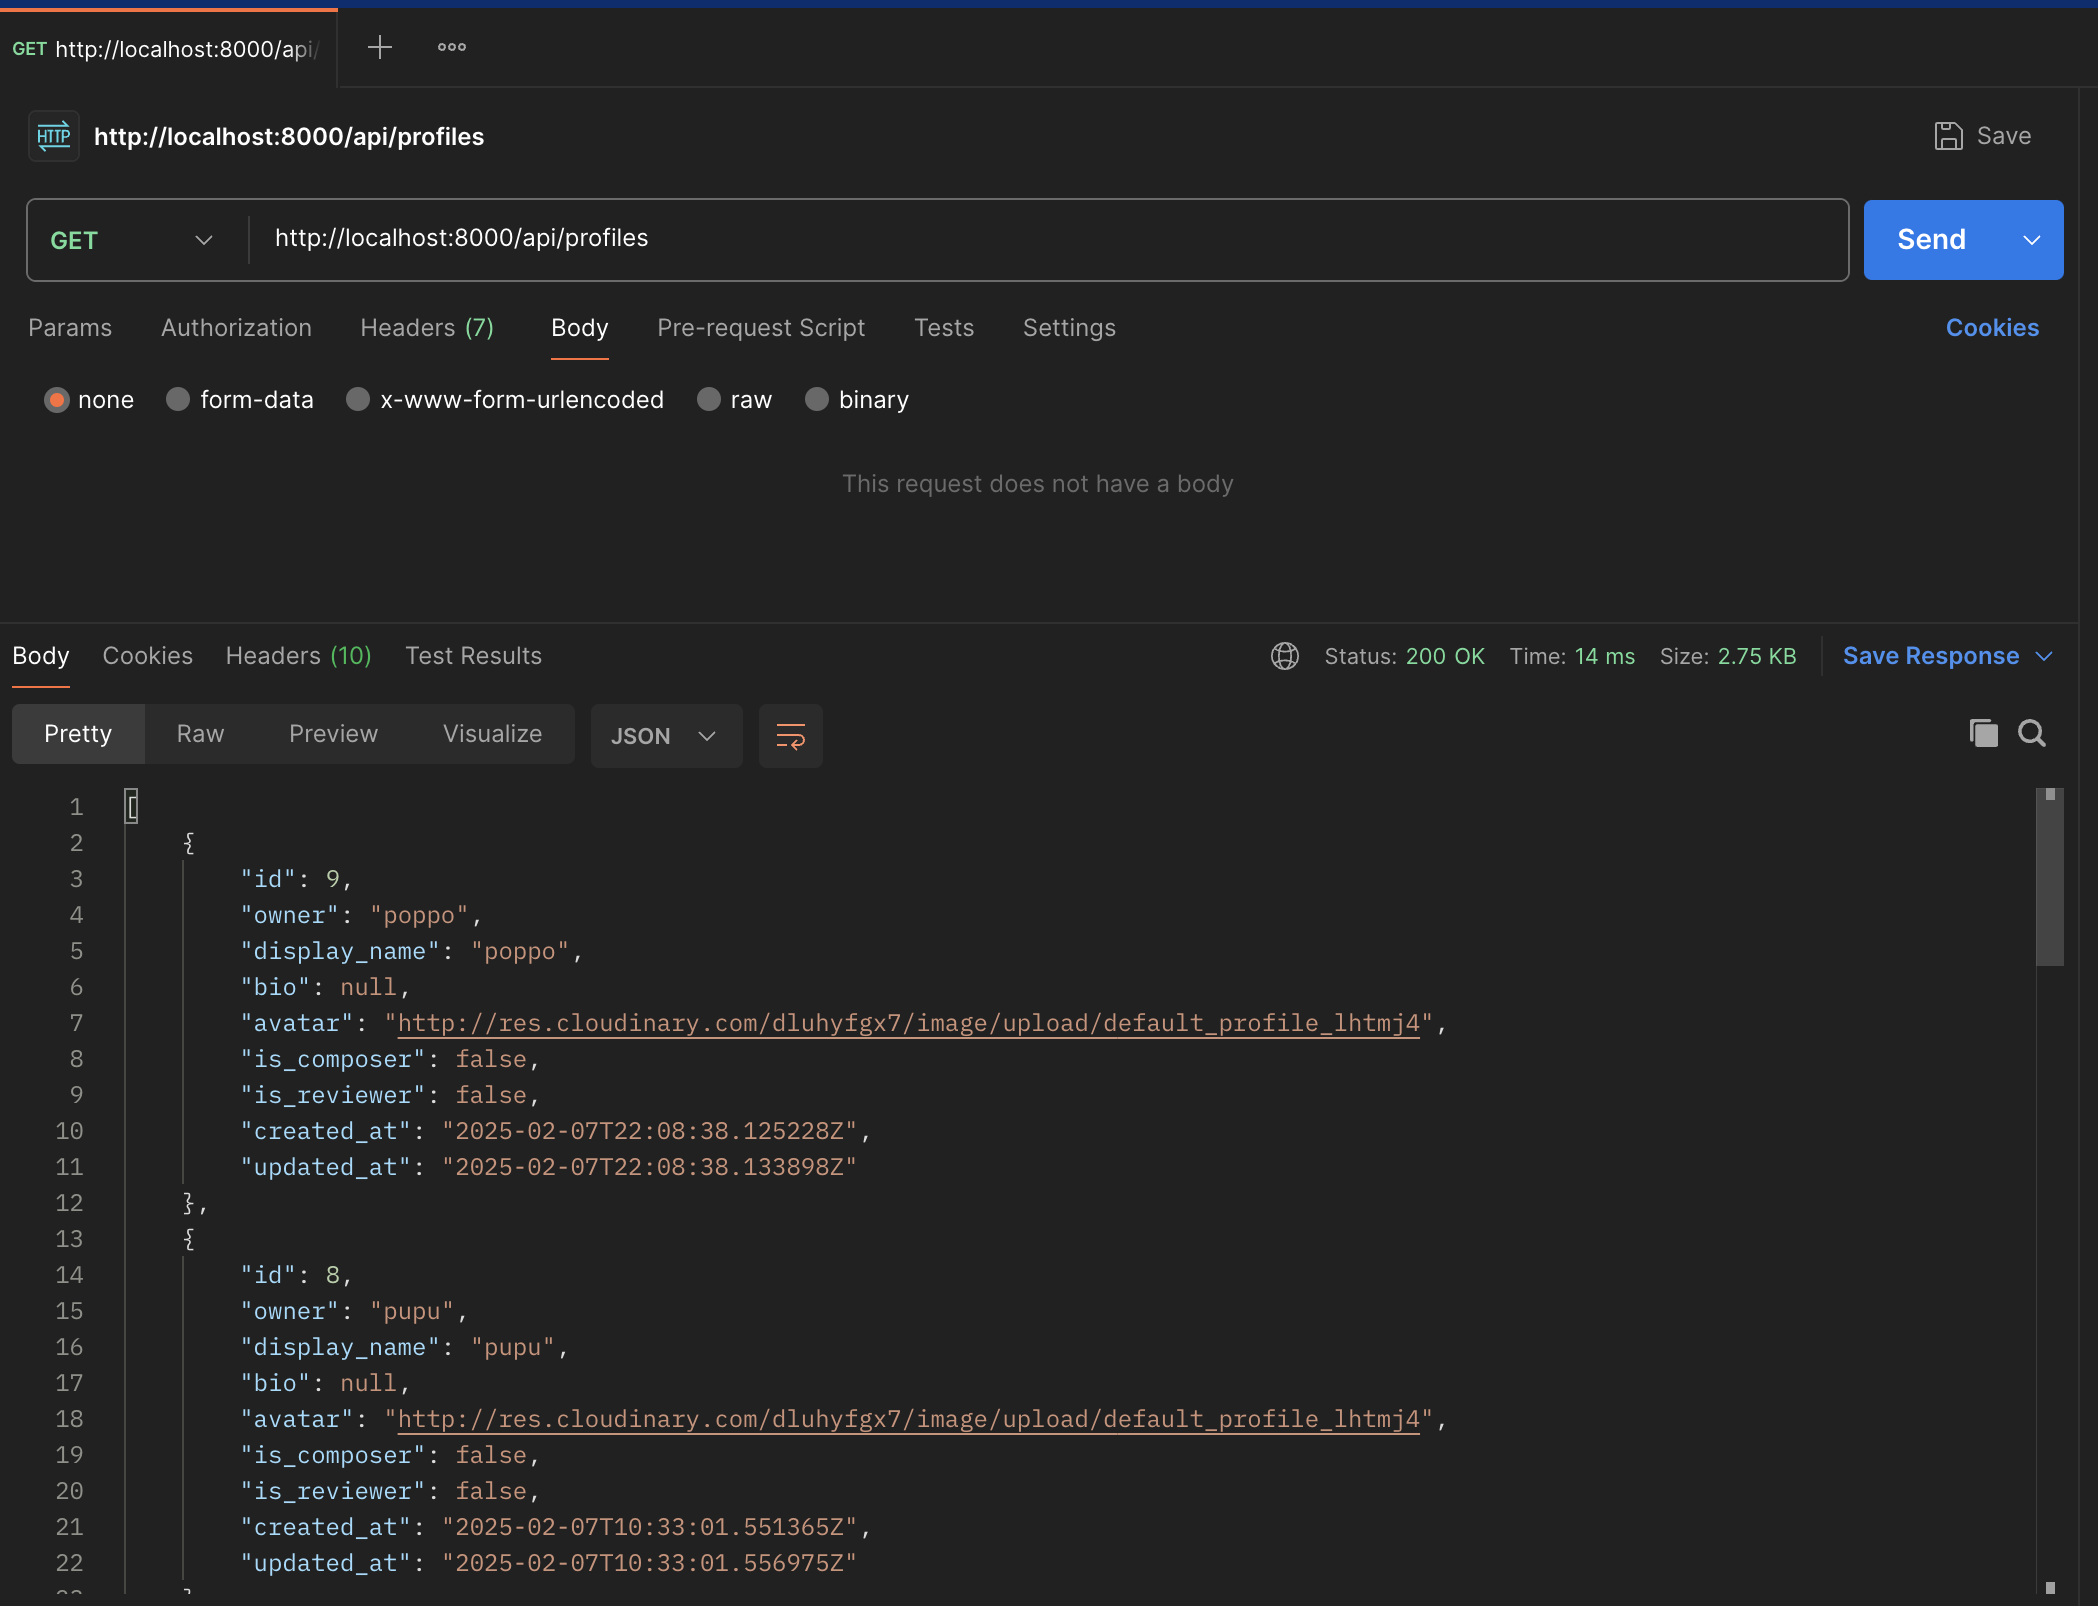 GET http://localhost:8000/api/
HTTP http://localhost:8000/api/profiles
Save
GET http://localhost:8000/api/profiles
Send
Params Authorization Headers (7) Body Pre-request Script Tests Settings Cookies
none form-data x-www-form-urlencoded raw binary
This request does not have a body
Body Cookies Headers (10) Test Results Status: 200 OK Time: 14 ms Size: 2.75 KB Save Response
Pretty Raw Preview Visualize JSON
1 [
2 {
3 "id": 9,
4 "owner": "poppo",
5 "display_name": "poppo",
6 "bio": null,
7 "avatar": "http://res.cloudinary.com/dluhyfgx7/image/upload/default_profile_lhtmj4",
8 "is_composer": false,
9 "is_reviewer": false,
10 "created_at": "2025-02-07T22:08:38.125228Z",
11 "updated_at": "2025-02-07T22:08:38.133898Z"
12 },
13 {
14 "id": 8,
15 "owner": "pupu",
16 "display_name": "pupu",
17 "bio": null,
18 "avatar": "http://res.cloudinary.com/dluhyfgx7/image/upload/default_profile_lhtmj4",
19 "is_composer": false,
20 "is_reviewer": false,
21 "created_at": "2025-02-07T10:33:01.551365Z",
22 "updated_at": "2025-02-07T10:33:01.556975Z"